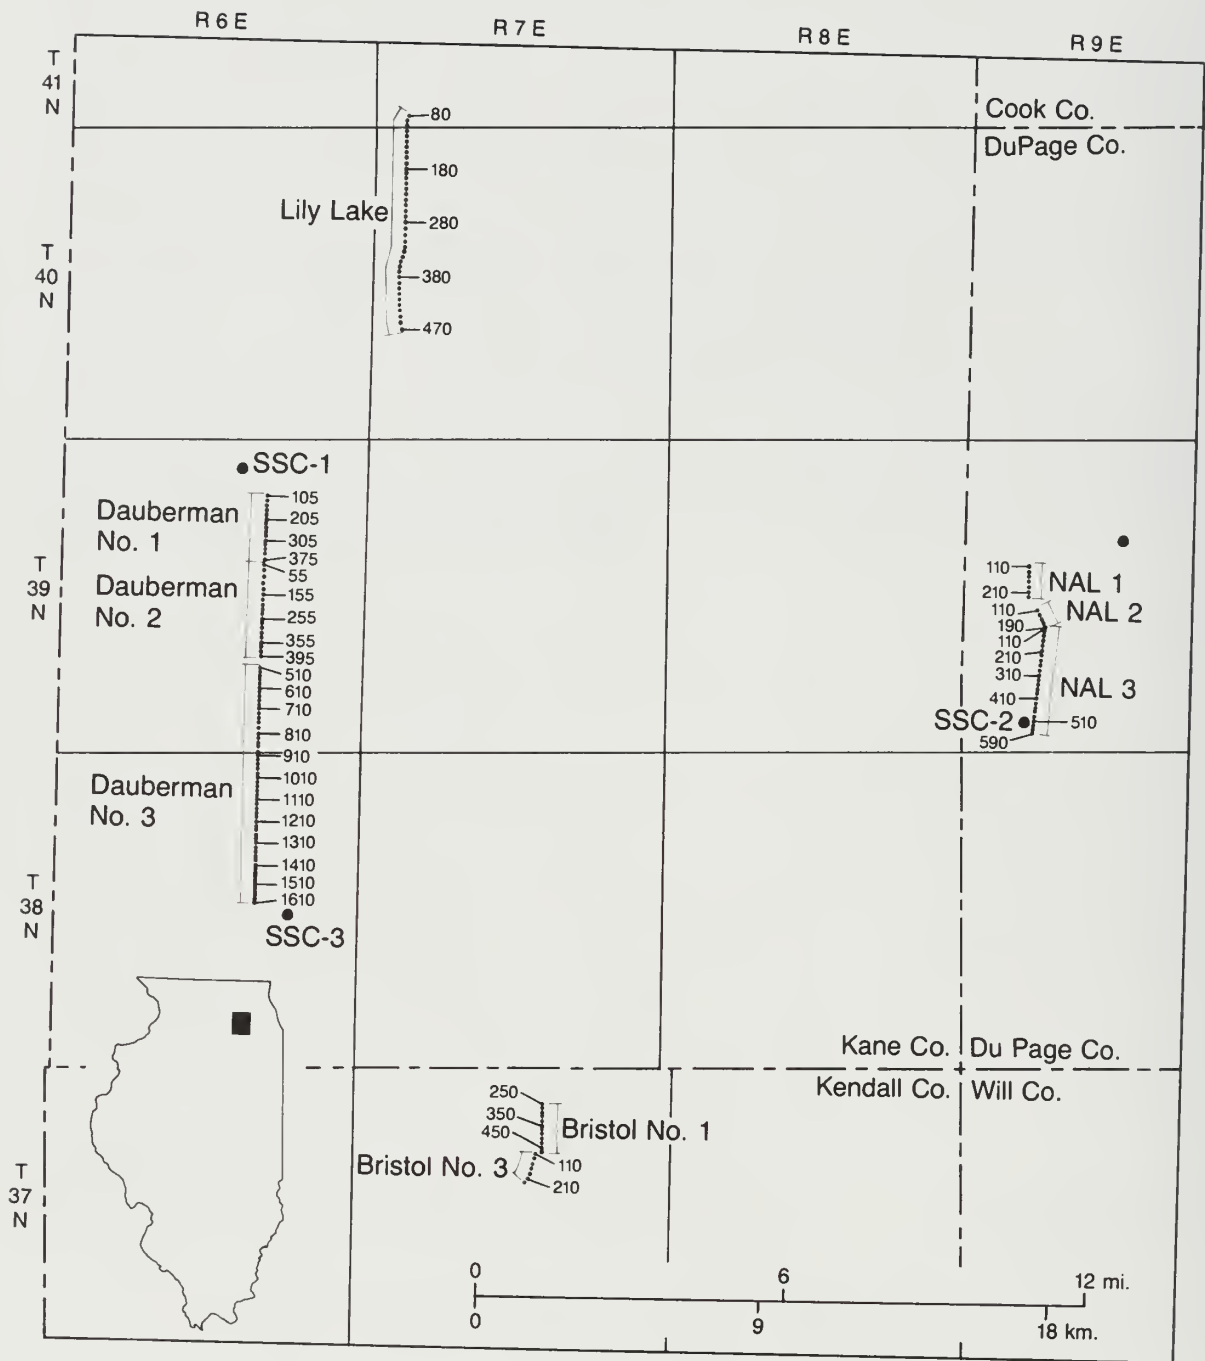 R 6 E
R 7 E
R 8 E
R 9 E
T
41
N
Cook Co.
DuPage Co.
80
180
Lily Lake
280
380
470
T
40
N
SSC-1
Dauberman
No. 1
105
205
305
375
Dauberman
No. 2
55
155
255
355
395
T
39
N
510
610
710
810
910
Dauberman
No. 3
1010
1110
1210
1310
1410
1510
1610
SSC-3
110
NAL 1
210
110
NAL 2
190
110
210
310
NAL 3
410
SSC-2
510
590
T
38
N
Kane Co.
Du Page Co.
Kendall Co.
Will Co.
250
350
Bristol No. 1
450
Bristol No. 3
110
210
T
37
N
0
6
12 mi.
0
9
18 km.